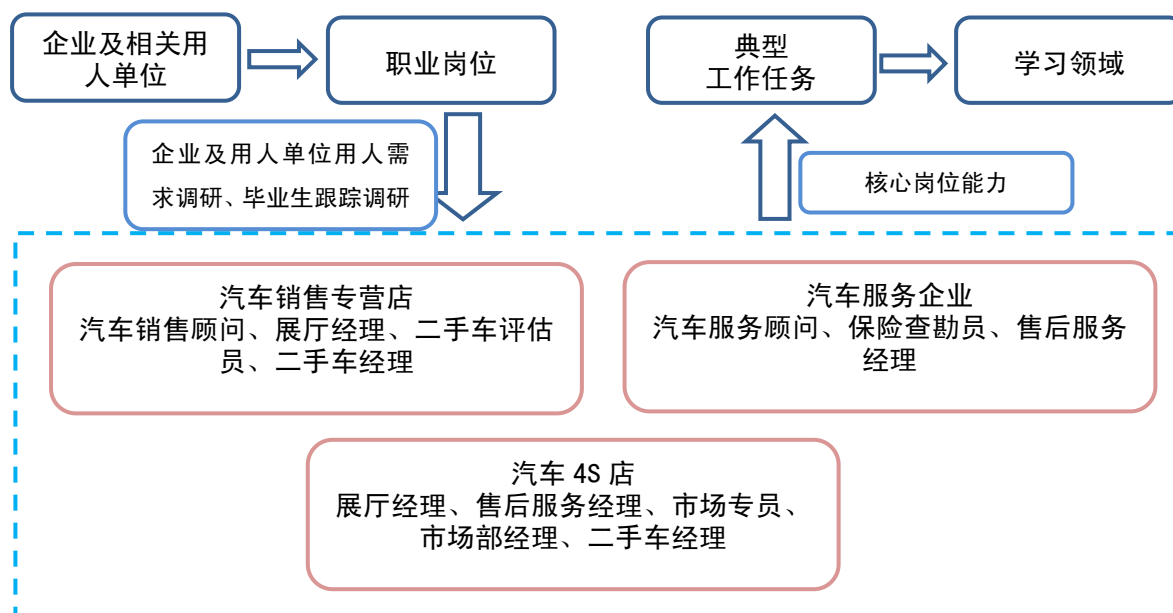 企业及相关用
人单位
职业岗位
典型
工作任务
学习领域
企业及用人单位用人需
求调研、毕业生跟踪调研
核心岗位能力
汽车销售专营店
汽车销售顾问、展厅经理、二手车评估
员、二手车经理
汽车服务企业
汽车服务顾问、保险查勘员、售后服务
经理
汽车 4S 店
展厅经理、售后服务经理、市场专员、
市场部经理、二手车经理